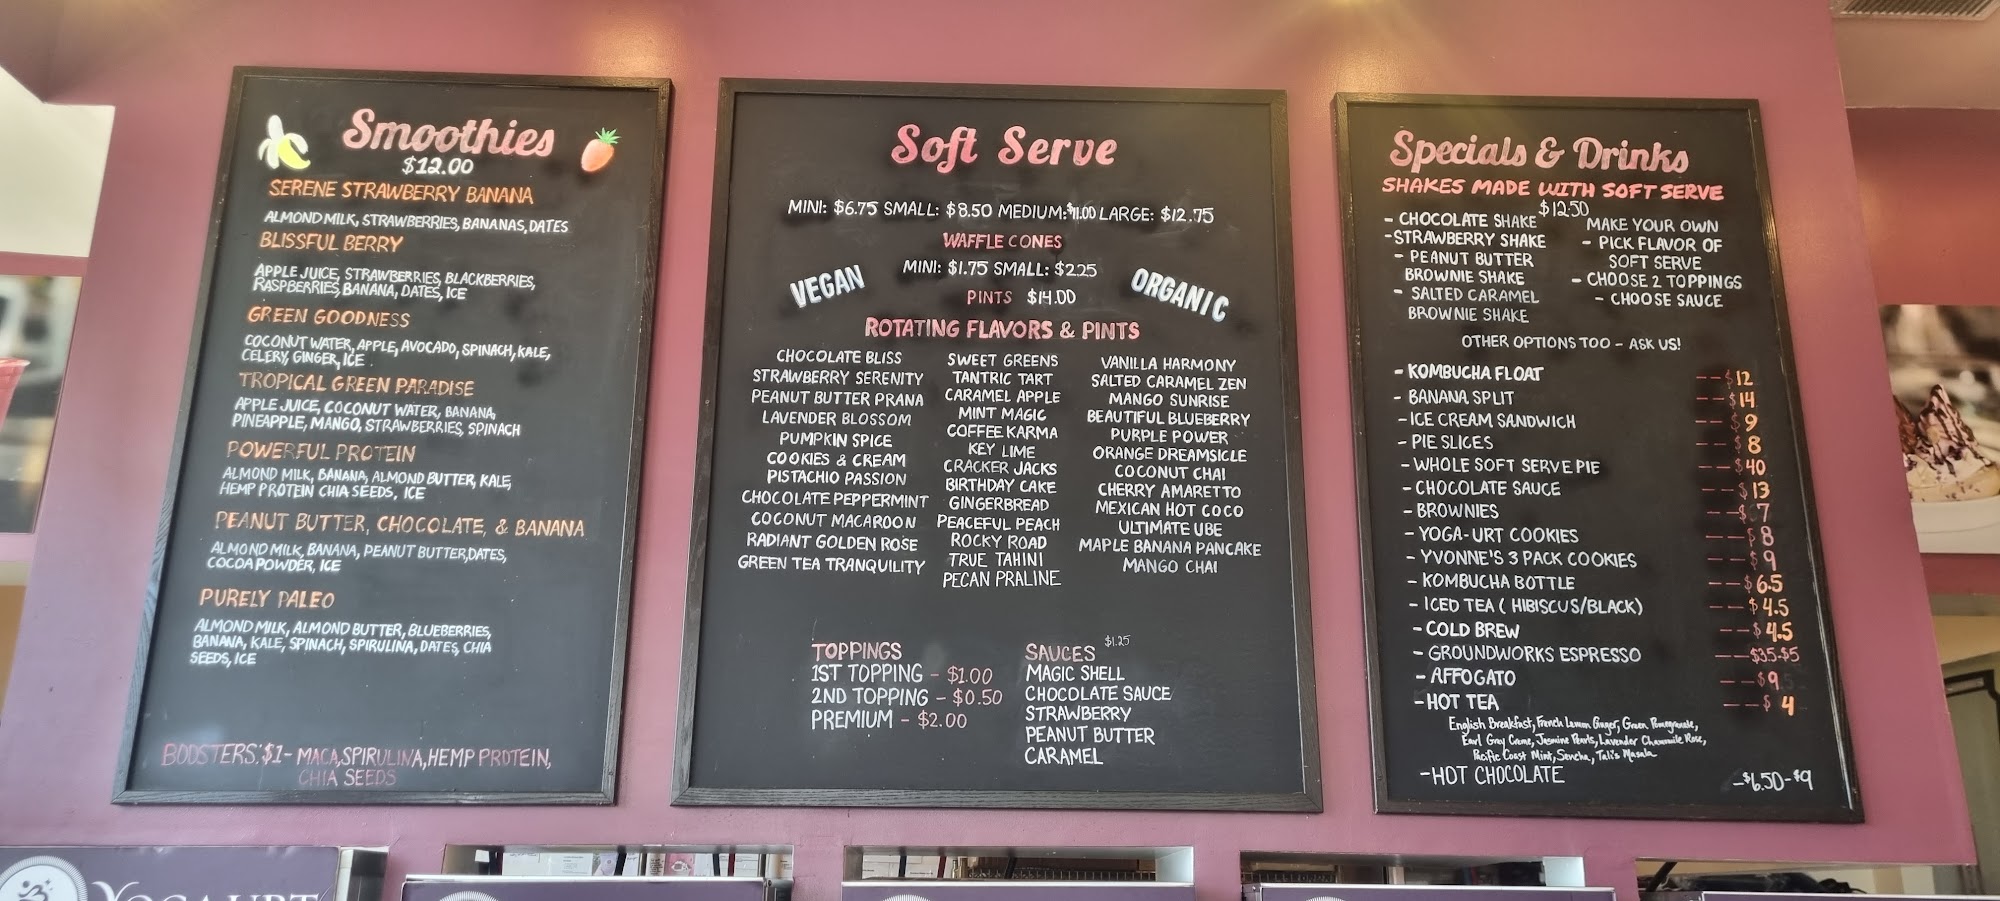 Smoothies
$12.00
SERENE STRAWBERRY BANANA
ALMOND MILK, STRAWBERRIES, BANANAS, DATES
BLISSFUL BERRY
APPLE JUICE, STRAWBERRIES, BLACKBERRIES,
RASPBERRIES, BANANA, DATES, ICE
GREEN GOODNESS
COCONUT WATER, APPLE, AVOCADO, SPINACH, KALE,
CELERY, GINGER, ICE
TROPICAL GREEN PARADISE
APPLE JUICE, COCONUT WATER, BANANA,
PINEAPPLE, MANGO, STRAWBERRIES, SPINACH
POWERFUL PROTEIN
ALMOND MILK, BANANA, ALMOND BUTTER, KALE,
HEMP PROTEIN CHIA SEEDS, ICE
PEANUT BUTTER, CHOCOLATE, & BANANA
ALMOND MILK, BANANA, PEANUT BUTTER, DATES,
COCOA POWDER, ICE
PURELY PALEO
ALMOND MILK, ALMOND BUTTER, BLUEBERRIES,
BANANA, KALE, SPINACH, SPIRULINA, DATES, CHIA
SEEDS, ICE
BOOSTERS: $1- MACA, SPIRULINA, HEMP PROTEIN,
CHIA SEEDS
Soft Serve
MINI: $6.75 SMALL: $8.50 MEDIUM: $11.00 LARGE: $12.75
WAFFLE CONES
MINI: $1.75 SMALL: $2.25
VEGAN
ORGANIC
PINTS $14.00
ROTATING FLAVORS & PINTS
CHOCOLATE BLISS
STRAWBERRY SERENITY
PEANUT BUTTER PRANA
LAVENDER BLOSSOM
PUMPKIN SPICE
COOKIES & CREAM
PISTACHIO PASSION
CHOCOLATE PEPPERMINT
COCONUT MACAROON
RADIANT GOLDEN ROSE
GREEN TEA TRANQUILITY
SWEET GREENS
TANTRIC TART
CARAMEL APPLE
MINT MAGIC
COFFEE KARMA
KEY LIME
CRACKER JACKS
BIRTHDAY CAKE
GINGERBREAD
PEACEFUL PEACH
ROCKY ROAD
TRUE TAHINI
PECAN PRALINE
VANILLA HARMONY
SALTED CARAMEL ZEN
MANGO SUNRISE
BEAUTIFUL BLUEBERRY
PURPLE POWER
ORANGE DREAMSICLE
COCONUT CHAI
CHERRY AMARETTO
MEXICAN HOT COCO
ULTIMATE UBE
MAPLE BANANA PANCAKE
MANGO CHAI
TOPPINGS
1ST TOPPING - $1.00
2ND TOPPING - $0.50
PREMIUM - $2.00
SAUCES $1.25
MAGIC SHELL
CHOCOLATE SAUCE
STRAWBERRY
PEANUT BUTTER
CARAMEL
Specials & Drinks
SHAKES MADE WITH SOFT SERVE
$12.50
- CHOCOLATE SHAKE
- STRAWBERRY SHAKE
- PEANUT BUTTER
BROWNIE SHAKE
- SALTED CARAMEL
BROWNIE SHAKE
MAKE YOUR OWN
- PICK FLAVOR OF
SOFT SERVE
- CHOOSE 2 TOPPINGS
- CHOOSE SAUCE
OTHER OPTIONS TOO - ASK US!
- KOMBUCHA FLOAT --$12
- BANANA SPLIT --$14
- ICE CREAM SANDWICH --$9
- PIE SLICES --$8
- WHOLE SOFT SERVE PIE --$40
- CHOCOLATE SAUCE --$13
- BROWNIES --$7
- YOGA-URT COOKIES --$8
- YVONNE'S 3 PACK COOKIES --$9
- KOMBUCHA BOTTLE --$6.5
- ICED TEA (HIBISCUS/BLACK) --$4.5
- COLD BREW --$4.5
- GROUNDWORKS ESPRESSO --$3.5-$5
- AFFOGATO --$9
- HOT TEA --$4
English Breakfast, French Lemon Ginger, Green Pomegranate,
Earl Grey Creme, Jasmine Pearls, Lavender Chamomile Rose,
Pacific Coast Mint, Sencha, Tali's Masala
- HOT CHOCOLATE -$6.50-$9
YOGA-URT